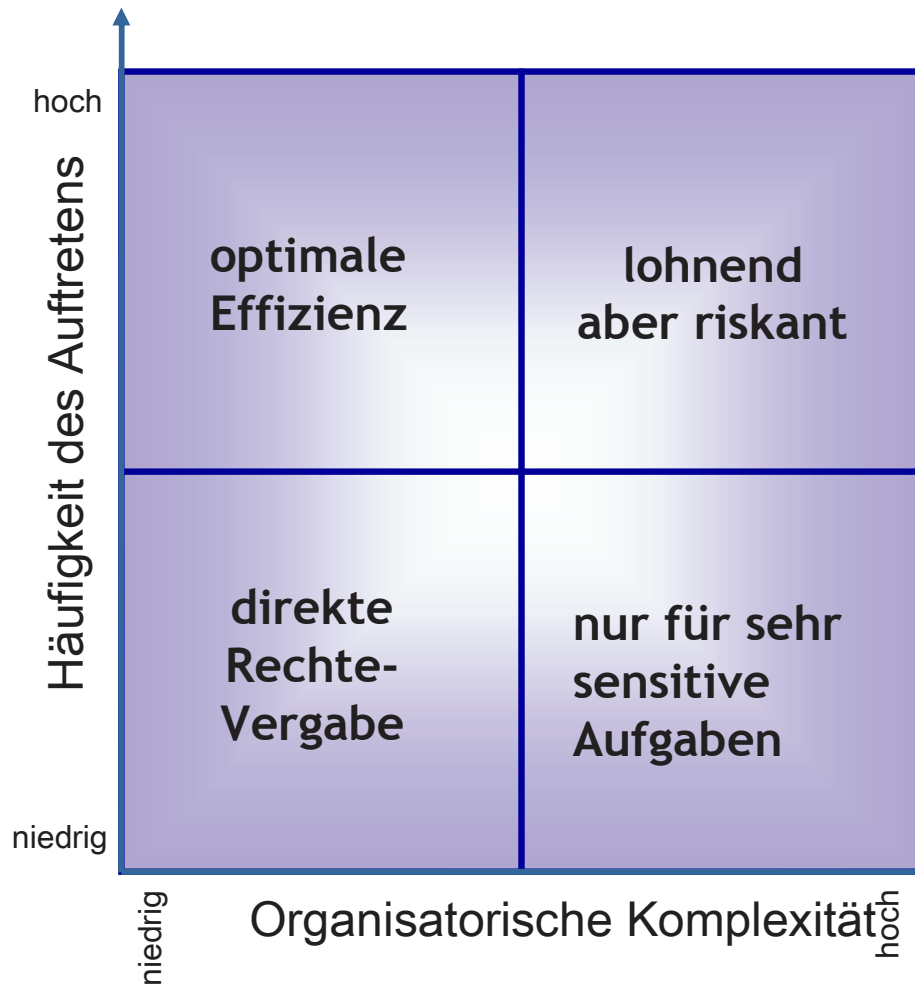 hoch
Häufigkeit des Auftretens
optimale
Effizienz
lohnend
aber riskant
direkte
Rechte-
Vergabe
nur für sehr
sensitive
Aufgaben
niedrig
niedrig
Organisatorische Komplexität
hoch